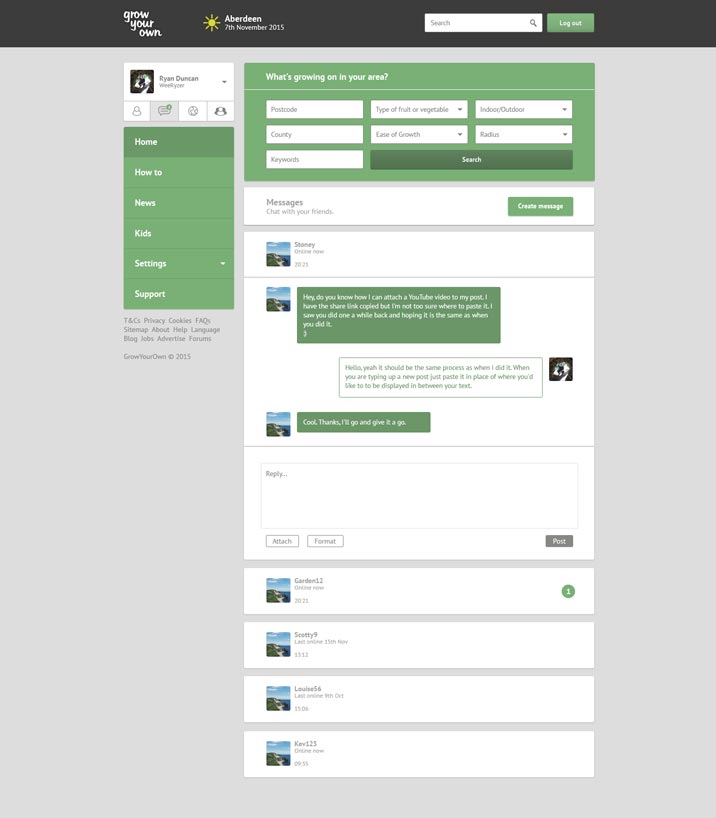 grow
your
own
Aberdeen
7th November 2015
Search
Log out
Ryan Duncan
WeeRyzer
2
Home
How to
News
Kids
Settings
Support
T&Cs Privacy Cookies FAQs
Sitemap About Help Language
Blog Jobs Advertise Forums
GrowYourOwn © 2015
What's growing on in your area?
Postcode
Type of fruit or vegetable
Indoor/Outdoor
County
Ease of Growth
Radius
Keywords
Search
Messages
Chat with your friends.
Create message
Stoney
Online now
20:21
Hey, do you know how I can attach a YouTube video to my post. I
have the share link copied but I'm not too sure where to paste it. I
saw you did one a while back and hoping it is the same as when
you did it.
:)
Hello, yeah it should be the same process as when I did it. When
you are typing up a new post just paste it in place of where you'd
like to to be displayed in between your text.
Cool. Thanks, I'll go and give it a go.
Reply...
Attach
Format
Post
Garden12
Online now
20:21
1
Scotty9
Last online 15th Nov
13:12
Louise56
Last online 9th Oct
15:06
Kev123
Online now
09:55